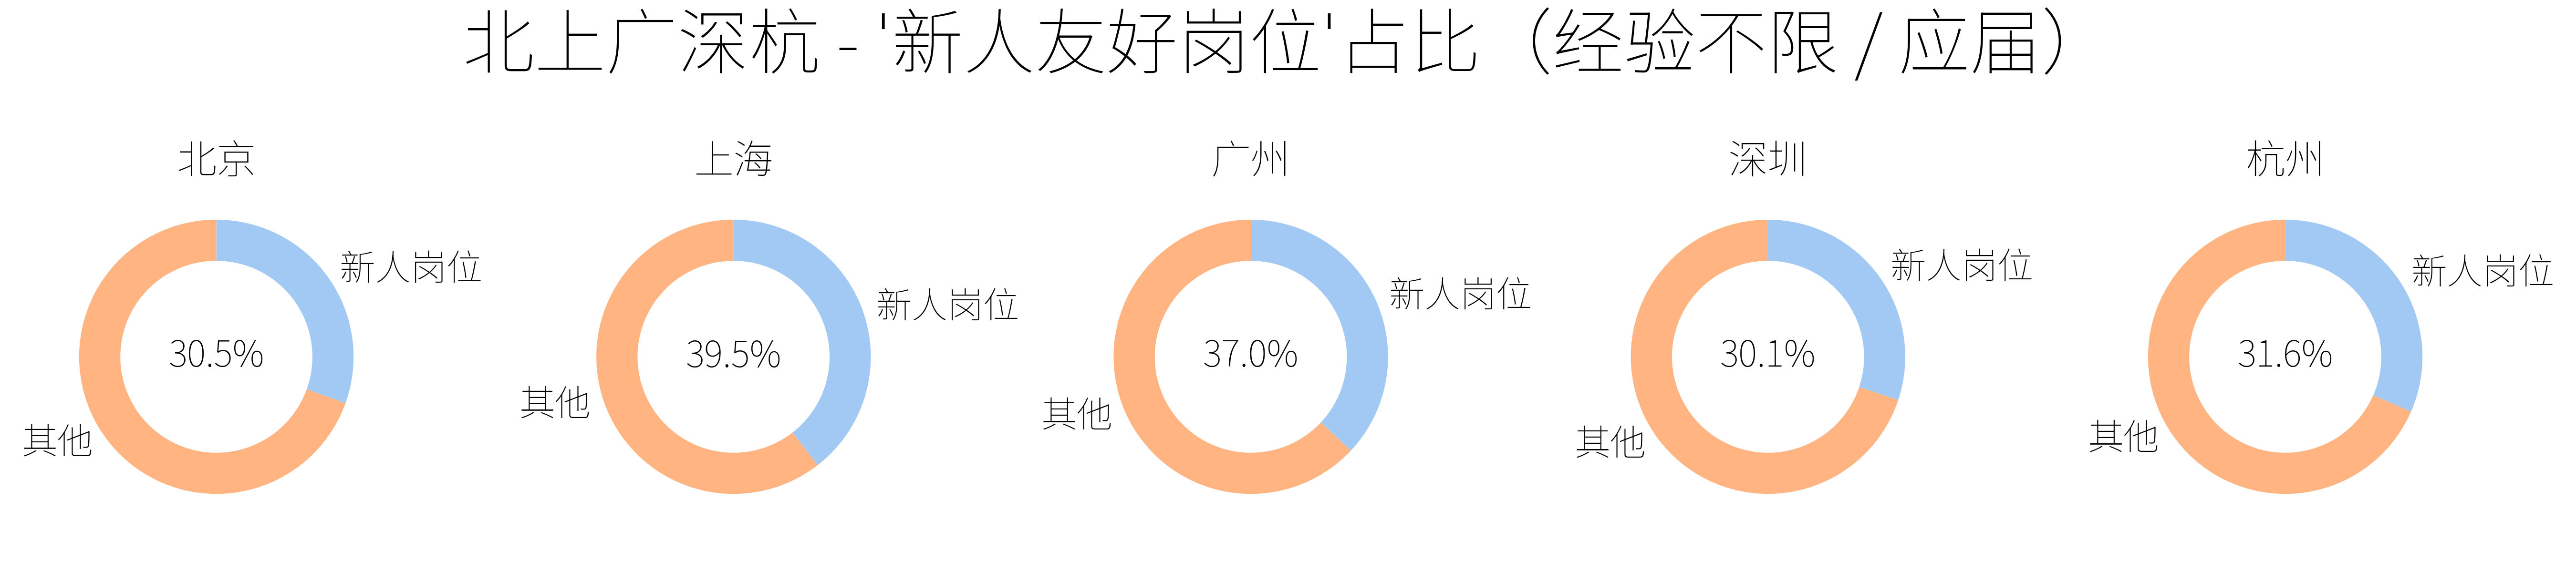 北上广深杭 - '新人友好岗位'占比 （经验不限 / 应届）
北京
新人岗位
30.5%
其他
上海
新人岗位
39.5%
其他
广州
新人岗位
37.0%
其他
深圳
新人岗位
30.1%
其他
杭州
新人岗位
31.6%
其他